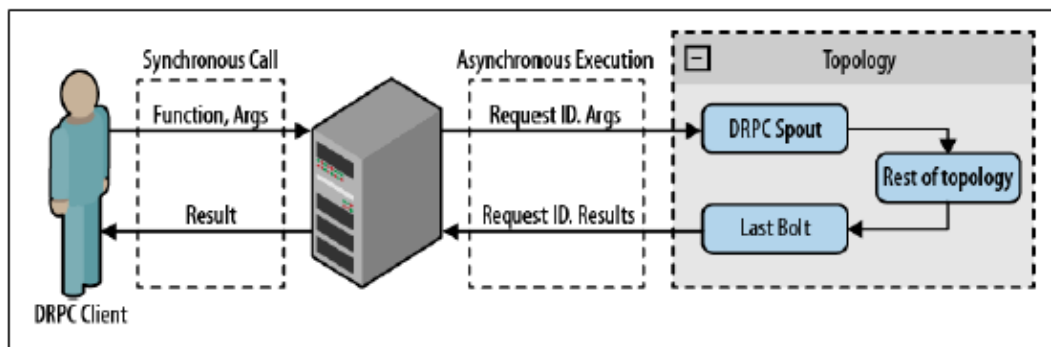 Synchronous Call
Asynchronous Execution
Topology
Function, Args
Request ID. Args
DRPC Spout
Rest of topology
Result
Request ID. Results
Last Bolt
DRPC Client